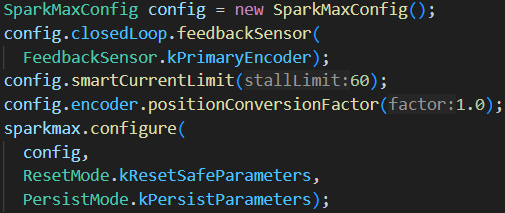 SparkMaxConfig config = new SparkMaxConfig();
config.closedLoop.feedbackSensor(
  FeedbackSensor.kPrimaryEncoder);
config.smartCurrentLimit(stallLimit:60);
config.encoder.positionConversionFactor(factor:1.0);
sparkmax.configure(
  config,
  ResetMode.kResetSafeParameters,
  PersistMode.kPersistParameters);